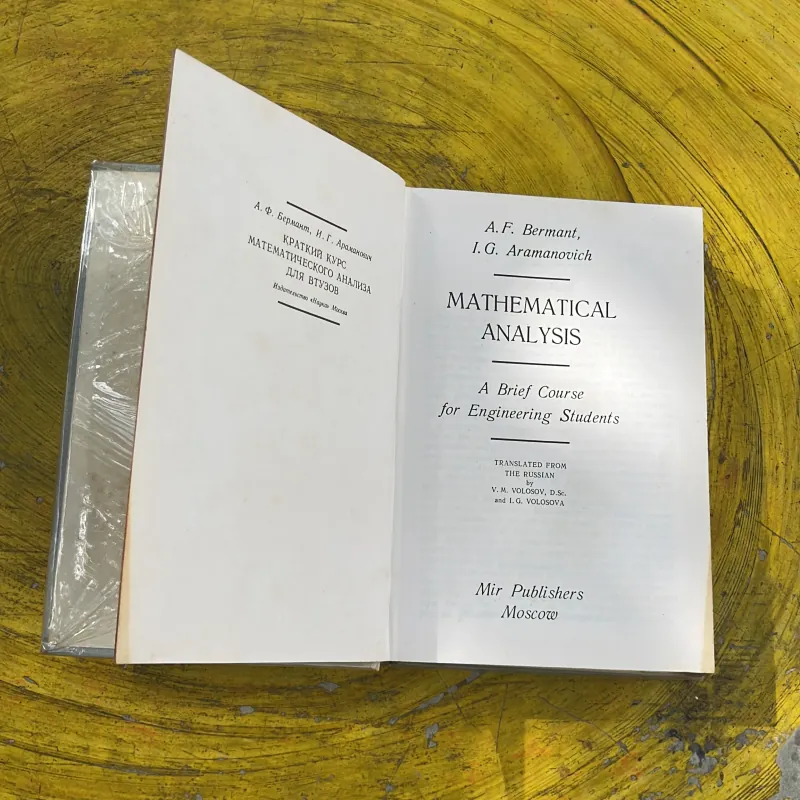 А. Ф. Бермант, И. Г. Араманович
КРАТКИЙ КУРС
МАТЕМАТИЧЕСКОГО АНАЛИЗА
ДЛЯ ВТУЗОВ
Издательство «Наука» Москва
A. F. Bermant,
I. G. Aramanovich
MATHEMATICAL
ANALYSIS
A Brief Course
for Engineering Students
TRANSLATED FROM
THE RUSSIAN
by
V. M. VOLOSOV, D.Sc.
and I. G. VOLOSOVA
Mir Publishers
Moscow